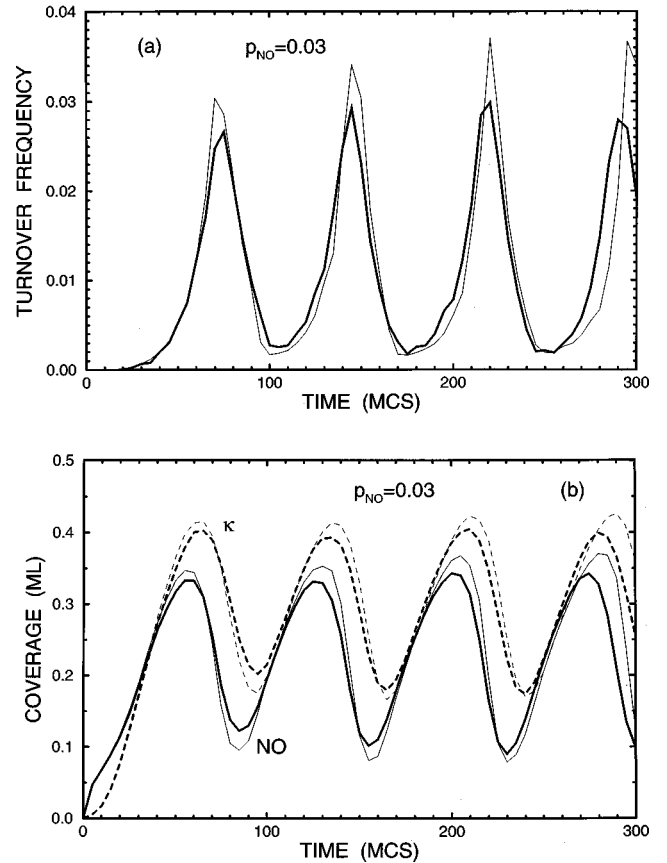 0.04
(a)
pNO=0.03
0.03
0.02
0.01
0.00
TURNOVER FREQUENCY
0
100
200
300
TIME (MCS)
0.5
pNO=0.03
(b)
κ
0.4
0.3
0.2
0.1
NO
0.0
COVERAGE (ML)
0
100
200
300
TIME (MCS)